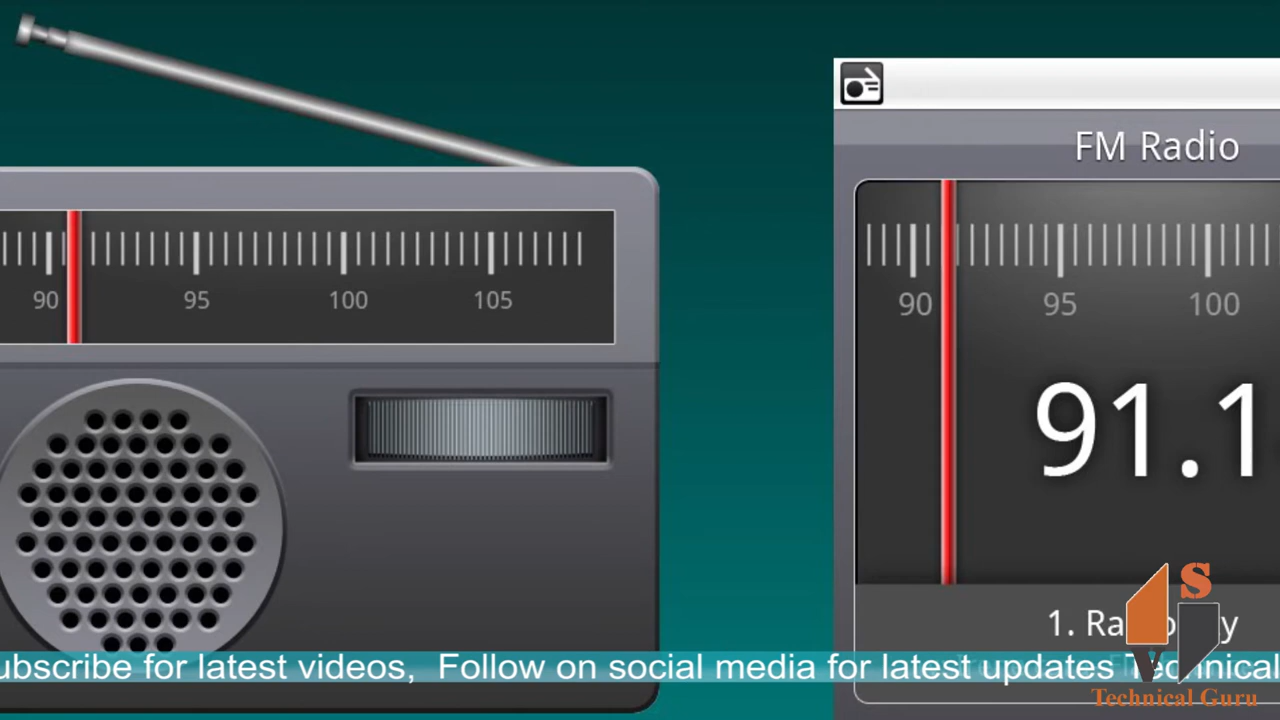 FM Radio
90 95 100 105
90 95 100
91.1
1. Ra
ubscribe for latest videos, Follow on social media for latest updates Technical
S
V
Technical Guru